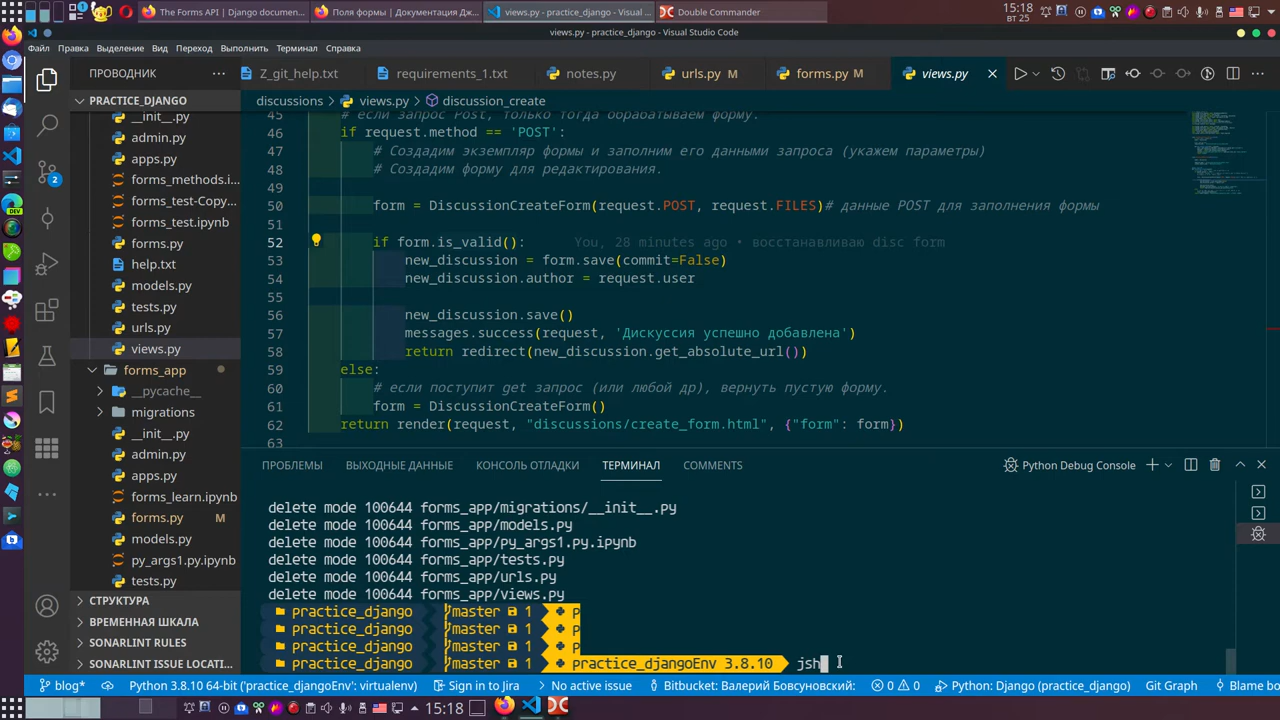 The Forms API | Django documen...
Поля формы | Документация Дж...
views.py - practice_django - Visual ...
Double Commander
15:18
ВТ 25
views.py - practice_django - Visual Studio Code
Файл Правка Выделение Вид Переход Выполнить Терминал Справка
ПРОВОДНИК
Z_git_help.txt
requirements_1.txt
notes.py
urls.py M
forms.py M
views.py
PRACTICE_DJANGO
discussions > views.py > discussion_create
__init__.py
admin.py
apps.py
forms_methods.i...
forms_test-Copy...
forms_test.ipynb
forms.py
help.txt
models.py
tests.py
urls.py
views.py
forms_app
__pycache__
migrations
__init__.py
admin.py
apps.py
forms_learn.ipynb
forms.py M
models.py
py_args1.py.ipynb
tests.py
СТРУКТУРА
ВРЕМЕННАЯ ШКАЛА
SONARLINT RULES
SONARLINT ISSUE LOCATI...
45 # если запрос Post, только тогда обрабатываем форму.
46 if request.method == 'POST':
47 # Создадим экземпляр формы и заполним его данными запроса (укажем параметры)
48 # Создадим форму для редактирования.
49
50 form = DiscussionCreateForm(request.POST, request.FILES)# данные POST для заполнения формы
51
52 if form.is_valid(): You, 28 minutes ago • восстанавливаю disc form
53 new_discussion = form.save(commit=False)
54 new_discussion.author = request.user
55
56 new_discussion.save()
57 messages.success(request, 'Дискуссия успешно добавлена')
58 return redirect(new_discussion.get_absolute_url())
59 else:
60 # если поступит get запрос (или любой др), вернуть пустую форму.
61 form = DiscussionCreateForm()
62 return render(request, "discussions/create_form.html", {"form": form})
63
ПРОБЛЕМЫ ВЫХОДНЫЕ ДАННЫЕ КОНСОЛЬ ОТЛАДКИ ТЕРМИНАЛ COMMENTS
Python Debug Console
delete mode 100644 forms_app/migrations/__init__.py
delete mode 100644 forms_app/models.py
delete mode 100644 forms_app/py_args1.py.ipynb
delete mode 100644 forms_app/tests.py
delete mode 100644 forms_app/urls.py
delete mode 100644 forms_app/views.py
practice_django master 1 p
practice_django master 1 p
practice_django master 1 p
practice_django master 1 practice_djangoEnv 3.8.10 jsh
blog* Python 3.8.10 64-bit ('practice_djangoEnv': virtualenv) Sign in to Jira No active issue Bitbucket: Валерий Бовсуновский: 0 0 Python: Django (practice_django) Git Graph Blame bo
15:18